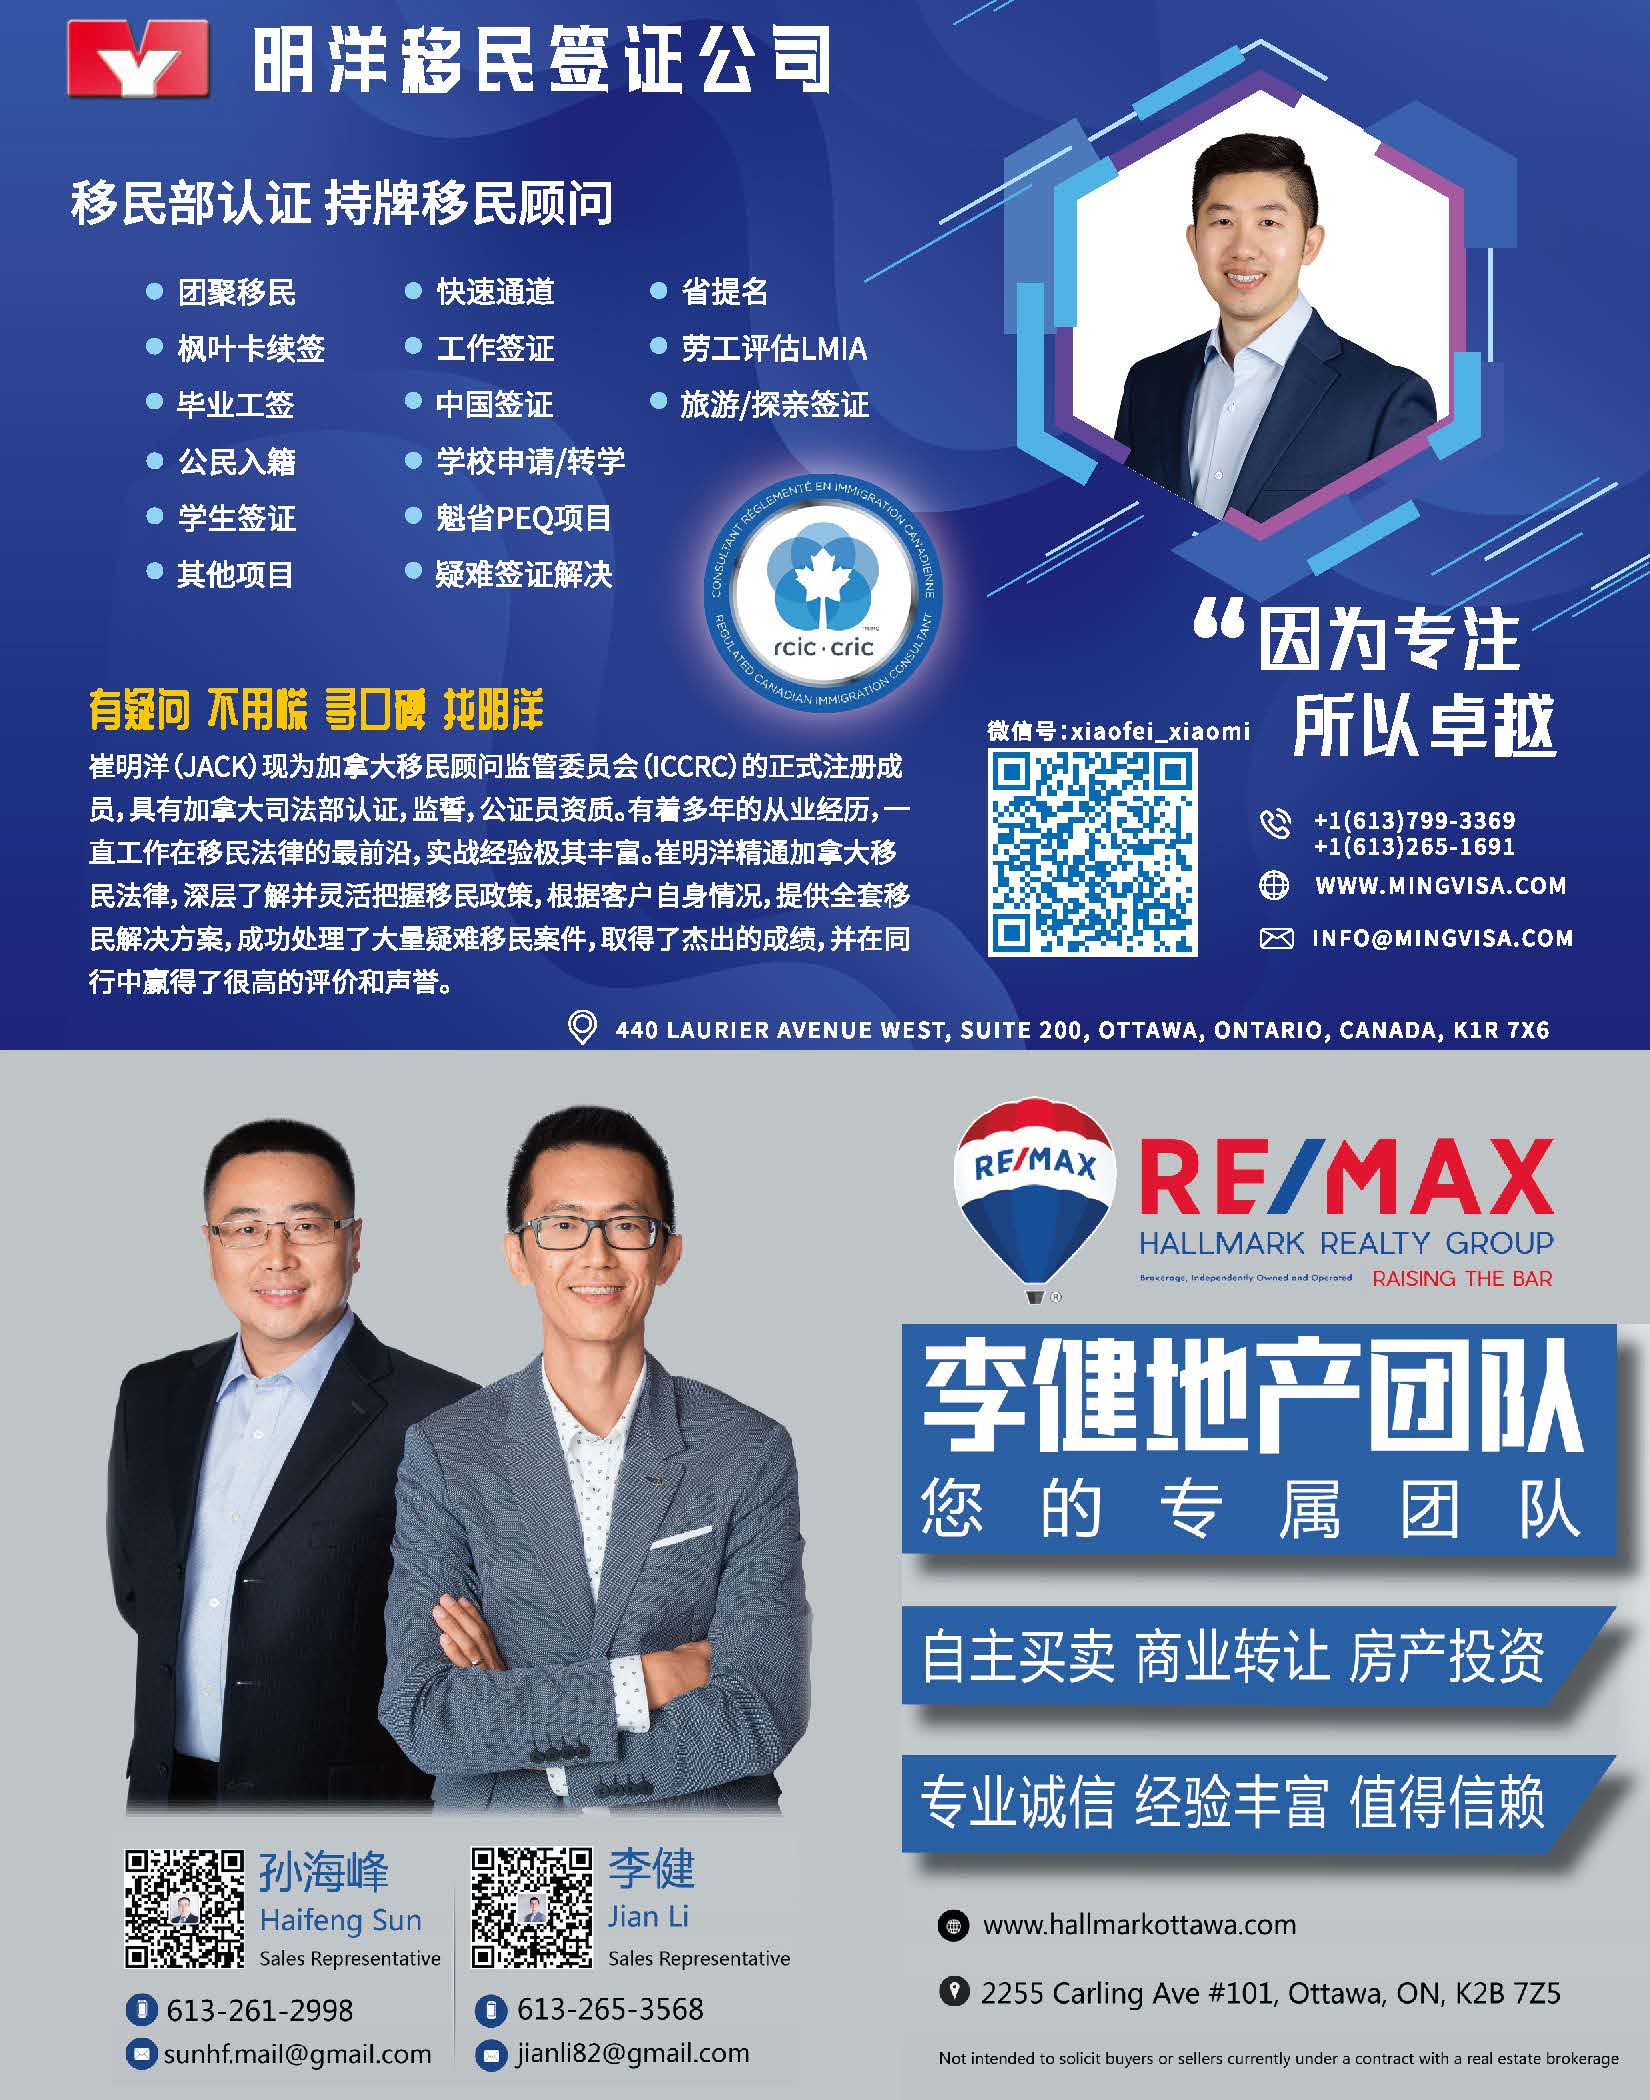 明洋移民签证公司
移民部认证 持牌移民顾问
团聚移民
快速通道
省提名
枫叶卡续签
工作签证
劳工评估LMIA
毕业工签
中国签证
旅游/探亲签证
公民入籍
学校申请/转学
学生签证
魁省PEQ项目
其他项目
疑难签证解决
CONSULTANT RÉGLEMENTÉ EN IMMIGRATION CANADIENNE
rcic·cric
REGULATED CANADIAN IMMIGRATION CONSULTANT
“因为专注
所以卓越
有疑问 不用慌 寻口碑 找明洋
崔明洋(JACK)现为加拿大移民顾问监管委员会(ICCRC)的正式注册成
员,具有加拿大司法部认证,监誓,公证员资质。有着多年的从业经历,一
直工作在移民法律的最前沿,实战经验极其丰富。崔明洋精通加拿大移
民法律,深层了解并灵活把握移民政策,根据客户自身情况,提供全套移
民解决方案,成功处理了大量疑难移民案件,取得了杰出的成绩,并在同
行中赢得了很高的评价和声誉。
微信号:xiaofei_xiaomi
+1(613)799-3369
+1(613)265-1691
WWW.MINGVISA.COM
INFO@MINGVISA.COM
440 LAURIER AVENUE WEST, SUITE 200, OTTAWA, ONTARIO, CANADA, K1R 7X6
RE/MAX
RE/MAX
HALLMARK REALTY GROUP
Brokerage, Independently Owned and Operated RAISING THE BAR
®
李健地产团队
您的专属团队
自主买卖 商业转让 房产投资
专业诚信 经验丰富 值得信赖
孙海峰
Haifeng Sun
Sales Representative
613-261-2998
sunhf.mail@gmail.com
李健
Jian Li
Sales Representative
613-265-3568
jianli82@gmail.com
www.hallmarkottawa.com
2255 Carling Ave #101, Ottawa, ON, K2B 7Z5
Not intended to solicit buyers or sellers currently under a contract with a real estate brokerage